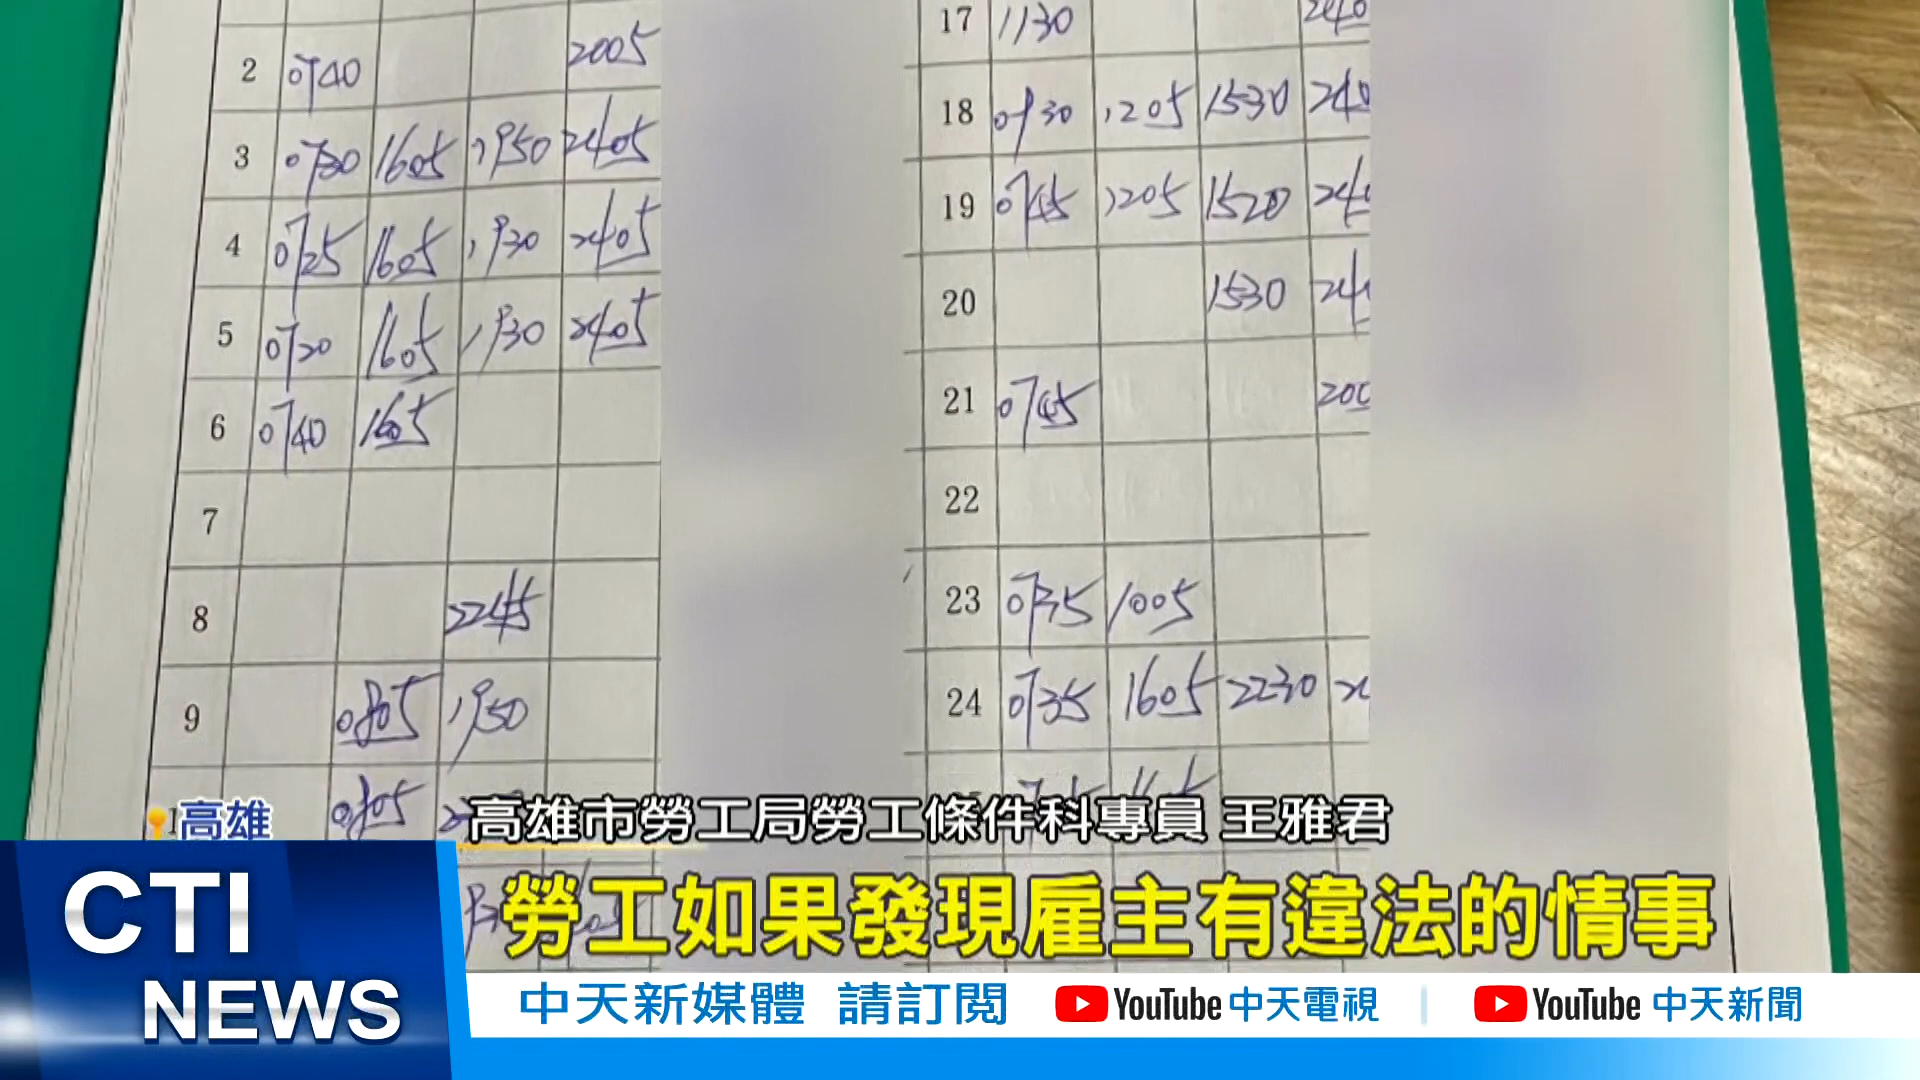 2 0740 2005
3 0730 1605 1950 2405
4 0725 1605 1930 2405
5 0720 1605 1930 2405
6 0740 1605
7
8 2245
9 0805 1950
0805
17 1130
18 0930 1205 1530
19 0745 1205 1520
20 1530
21 0745
22
23 0735 1005
24 0735 1605 2230
高雄
高雄市勞工局勞工條件科專員 王雅君
勞工如果發現雇主有違法的情事
CTI
NEWS
中天新媒體 請訂閱 YouTube 中天電視 | YouTube 中天新聞